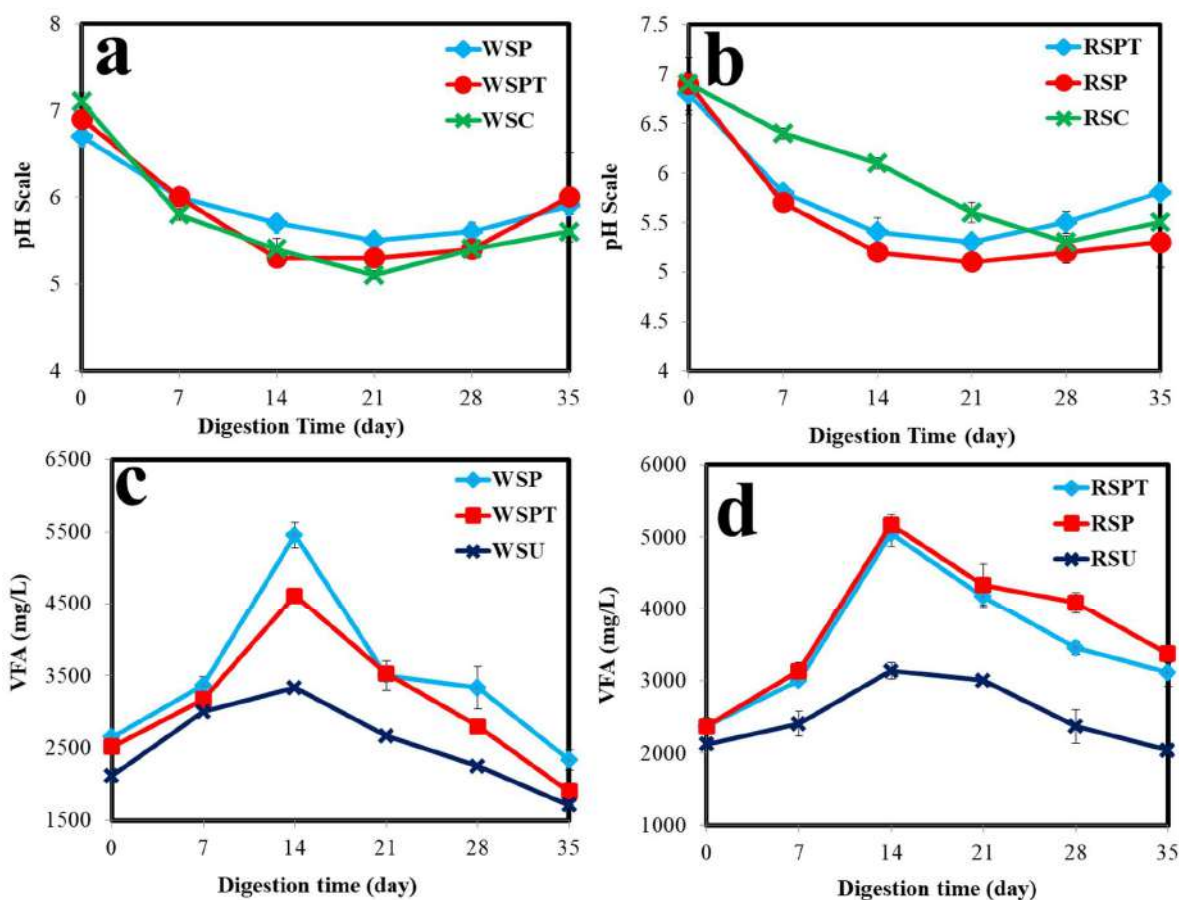 a
8
7
6
5
4
pH Scale
WSP
WSPT
WSC
0 7 14 21 28 35
Digestion Time (day)
b
7.5
7
6.5
6
5.5
5
4.5
4
pH Scale
RSPT
RSP
RSC
0 7 14 21 28 35
Digestion Time (day)
c
6500
5500
4500
3500
2500
1500
VFA (mg/L)
WSP
WSPT
WSU
0 7 14 21 28 35
Digestion time (day)
d
6000
5000
4000
3000
2000
1000
VFA (mg/L)
RSPT
RSP
RSU
0 7 14 21 28 35
Digestion time (day)